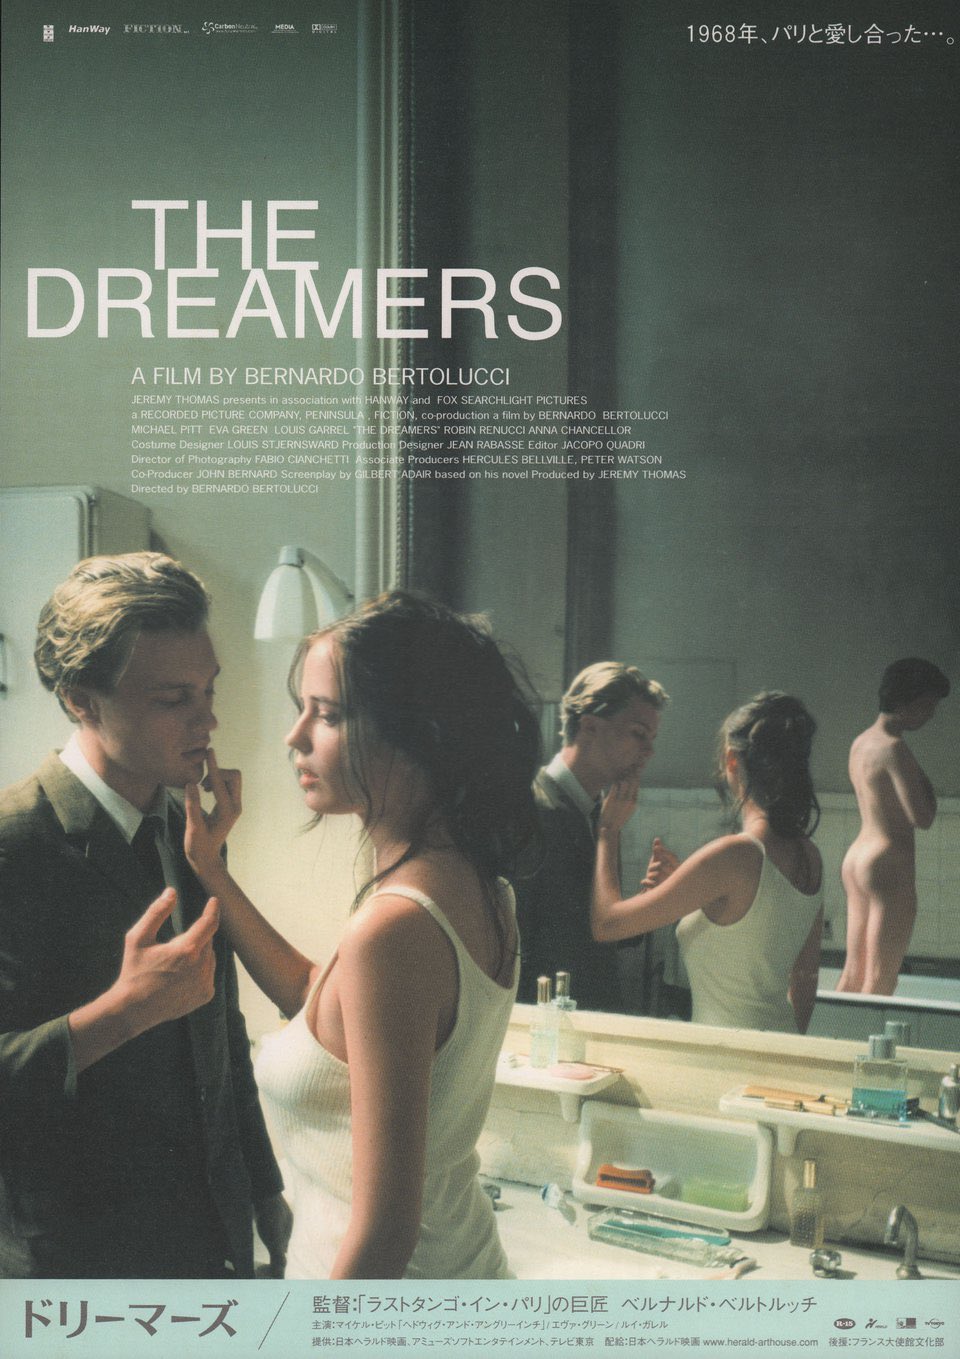 HanWay FICTION CarbonNeutral MEDIA DOLBY DIGITAL
1968年、パリと愛し合った…。
THE
DREAMERS
A FILM BY BERNARDO BERTOLUCCI
JEREMY THOMAS presents in association with HANWAY and FOX SEARCHLIGHT PICTURES
a RECORDED PICTURE COMPANY, PENINSULA , FICTION, co-production a film by BERNARDO BERTOLUCCI
MICHAEL PITT EVA GREEN LOUIS GARREL "THE DREAMERS" ROBIN RENUCCI ANNA CHANCELLOR
Costume Designer LOUIS STJERNSWARD Production Designer JEAN RABASSE Editor JACOPO QUADRI
Director of Photography FABIO CIANCHETTI Associate Producers HERCULES BELLVILLE, PETER WATSON
Co-Producer JOHN BERNARD Screenplay by GILBERT ADAIR based on his novel Produced by JEREMY THOMAS
Directed by BERNARDO BERTOLUCCI
ドリーマーズ
監督:「ラストタンゴ・イン・パリ」の巨匠 ベルナルド・ベルトルッチ
主演:マイケル・ピット「ヘドウィグ・アンド・アングリーインチ」/ エヴァ・グリーン / ルイ・ガレル
提供:日本ヘラルド映画、アミューズソフトエンタテインメント、テレビ東京 配給:日本ヘラルド映画 www.herald-arthouse.com 後援:フランス大使館文化部
R-18